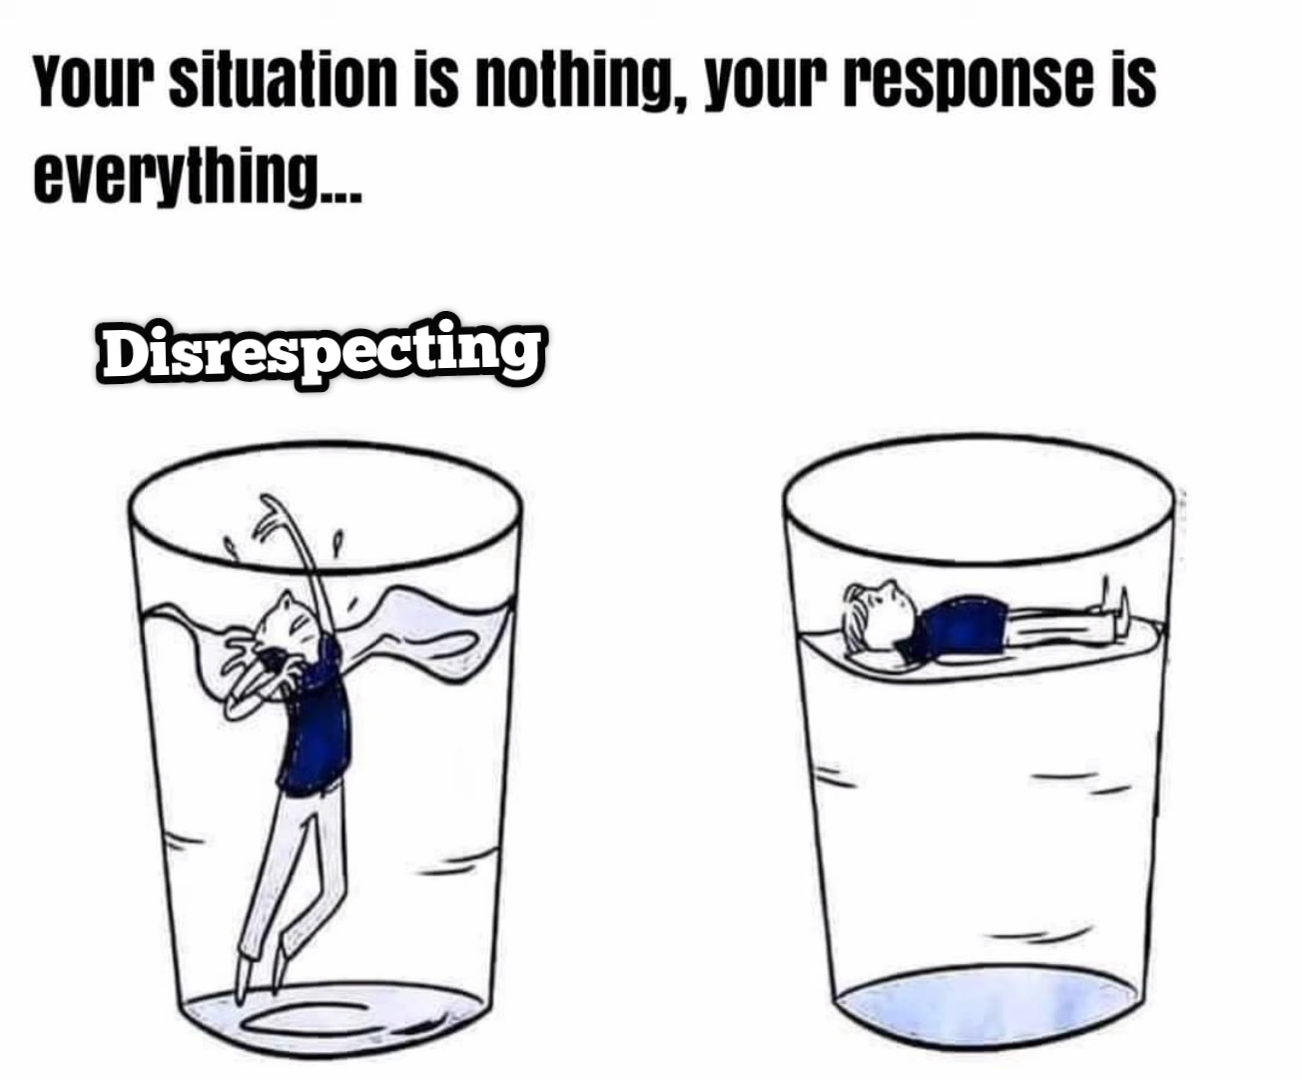 Your situation is nothing, your response is
everything...
Disrespecting